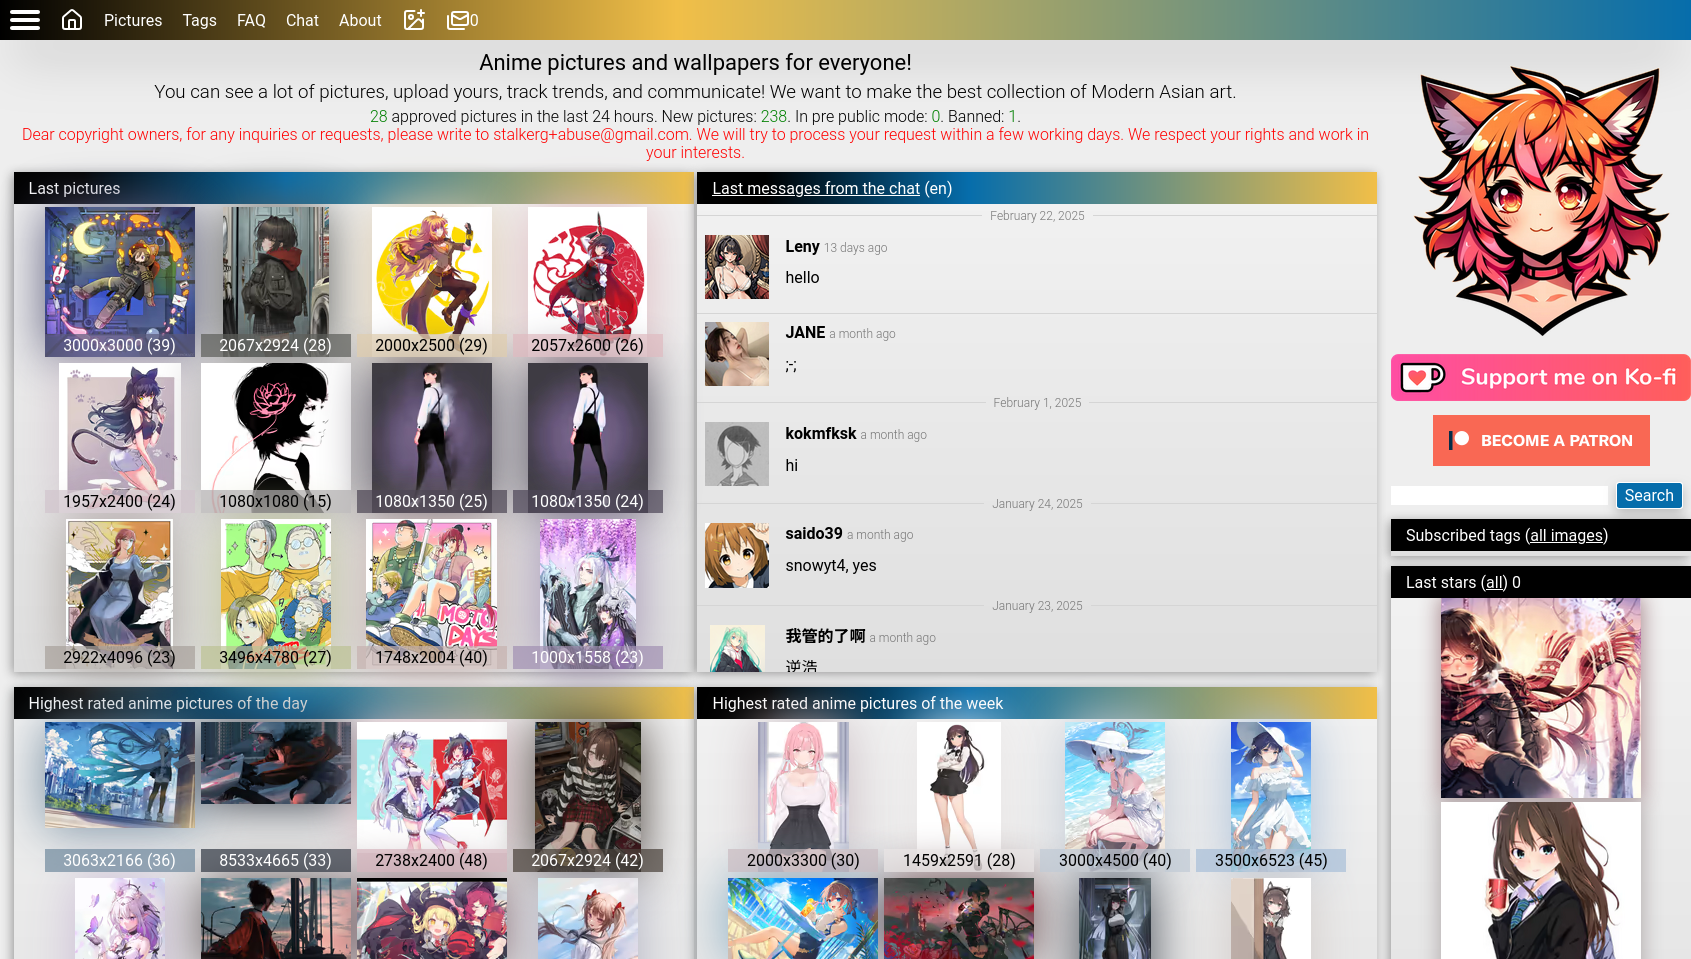 Pictures Tags FAQ Chat About 0
Anime pictures and wallpapers for everyone!
You can see a lot of pictures, upload yours, track trends, and communicate! We want to make the best collection of Modern Asian art.
28 approved pictures in the last 24 hours. New pictures: 238. In pre public mode: 0. Banned: 1.
Dear copyright owners, for any inquiries or requests, please write to stalkerg+abuse@gmail.com. We will try to process your request within a few working days. We respect your rights and work in
your interests.
Last pictures
3000x3000 (39) 2067x2924 (28) 2000x2500 (29) 2057x2600 (26)
1957x2400 (24) 1080x1080 (15) 1080x1350 (25) 1080x1350 (24)
MOTO
DAYS
2922x4096 (23) 3496x4780 (27) 1748x2004 (40) 1000x1558 (23)
Last messages from the chat (en)
February 22, 2025
Leny 13 days ago
hello
JANE a month ago
;-;
February 1, 2025
kokmfksk a month ago
hi
January 24, 2025
saido39 a month ago
snowyt4, yes
January 23, 2025
我管的了啊 a month ago
逆浩
Highest rated anime pictures of the day
3063x2166 (36) 8533x4665 (33) 2738x2400 (48) 2067x2924 (42)
Highest rated anime pictures of the week
2000x3300 (30) 1459x2591 (28) 3000x4500 (40) 3500x6523 (45)
Support me on Ko-fi
BECOME A PATRON
Search
Subscribed tags (all images)
Last stars (all) 0